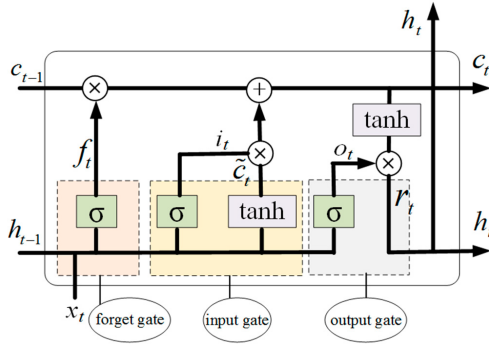 h_t
c_{t-1} × + c_t
tanh
f_t i_t × o_t ×
c̃_t r_t
σ σ tanh σ
h_{t-1} h
x_t
forget gate input gate output gate